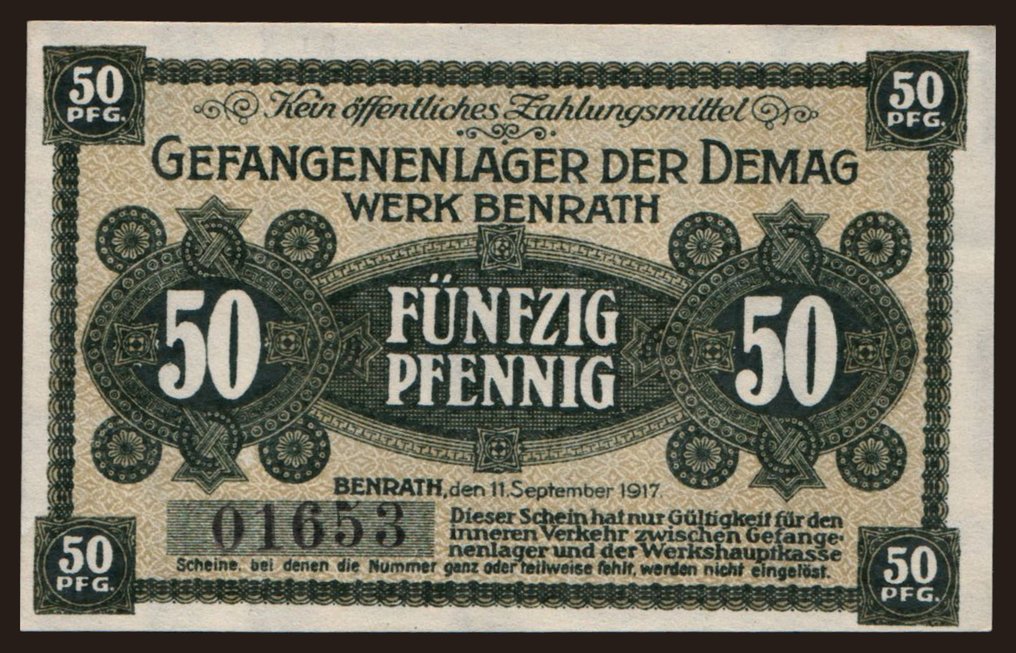 50 PFG. 50 PFG.
Kein öffentliches Zahlungsmittel
GEFANGENENLAGER DER DEMAG
WERK BENRATH
50 FÜNFZIG PFENNIG 50
BENRATH, den 11. September 1917.
01653
Dieser Schein hat nur Gültigkeit für den
inneren Verkehr zwischen Gefange-
nenlager und der Werkshauptkasse
Scheine, bei denen die Nummer ganz oder teilweise fehlt, werden nicht eingelöst.
50 PFG. 50 PFG.